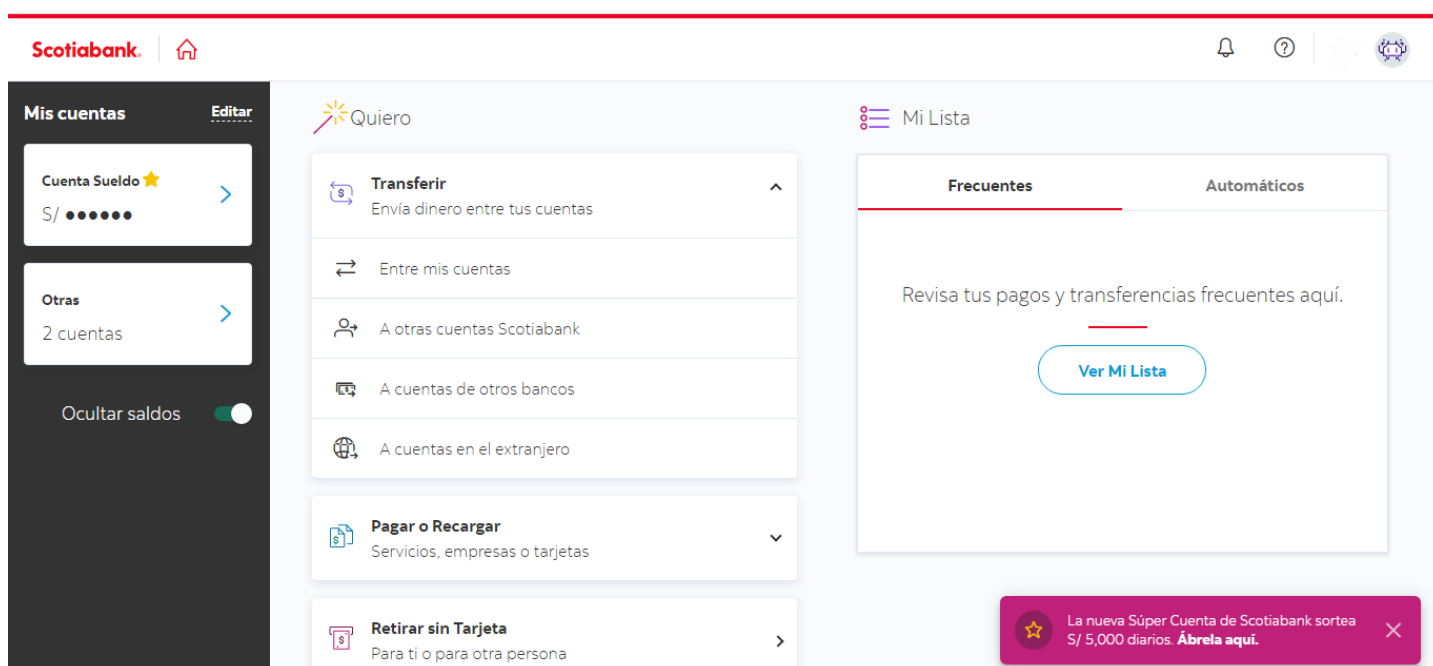 Scotiabank.
Mis cuentas Editar
Cuenta Sueldo
S/ ●●●●●●
Otras
2 cuentas
Ocultar saldos
Quiero
Transferir
Envía dinero entre tus cuentas
Entre mis cuentas
A otras cuentas Scotiabank
A cuentas de otros bancos
A cuentas en el extranjero
Pagar o Recargar
Servicios, empresas o tarjetas
Retirar sin Tarjeta
Para ti o para otra persona
Mi Lista
Frecuentes Automáticos
Revisa tus pagos y transferencias frecuentes aquí.
Ver Mi Lista
La nueva Súper Cuenta de Scotiabank sortea
S/ 5,000 diarios. Ábrela aquí.